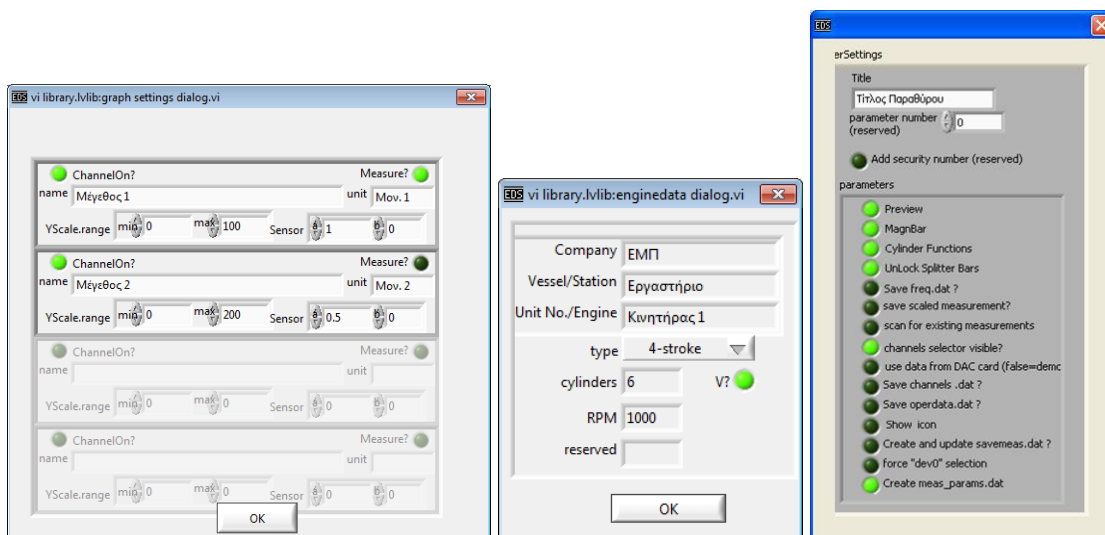 EDS vi library.lvlib:graph settings dialog.vi
ChannelOn? Measure?
name Μέγεθος 1 unit Μον. 1
YScale.range min 0 max 100 Sensor a 1 b 0
ChannelOn? Measure?
name Μέγεθος 2 unit Μον. 2
YScale.range min 0 max 200 Sensor a 0.5 b 0
ChannelOn? Measure?
name unit
YScale.range min 0 max 0 Sensor a 0 b 0
ChannelOn? Measure?
name unit
YScale.range min 0 max 0 Sensor a 0 b 0
OK
EDS vi library.lvlib:enginedata dialog.vi
Company ΕΜΠ
Vessel/Station Εργαστήριο
Unit No./Engine Κινητήρας 1
type 4-stroke
cylinders 6 V?
RPM 1000
reserved
OK
EDS
erSettings
Title
Τίτλος Παραθύρου
parameter number 0
(reserved)
Add security number (reserved)
parameters
Preview
MagnBar
Cylinder Functions
UnLock Splitter Bars
Save freq.dat ?
save scaled measurement?
scan for existing measurements
channels selector visible?
use data from DAC card (false=demo
Save channels .dat ?
Save operdata.dat ?
Show icon
Create and update savemeas.dat ?
force "dev0" selection
Create meas_params.dat